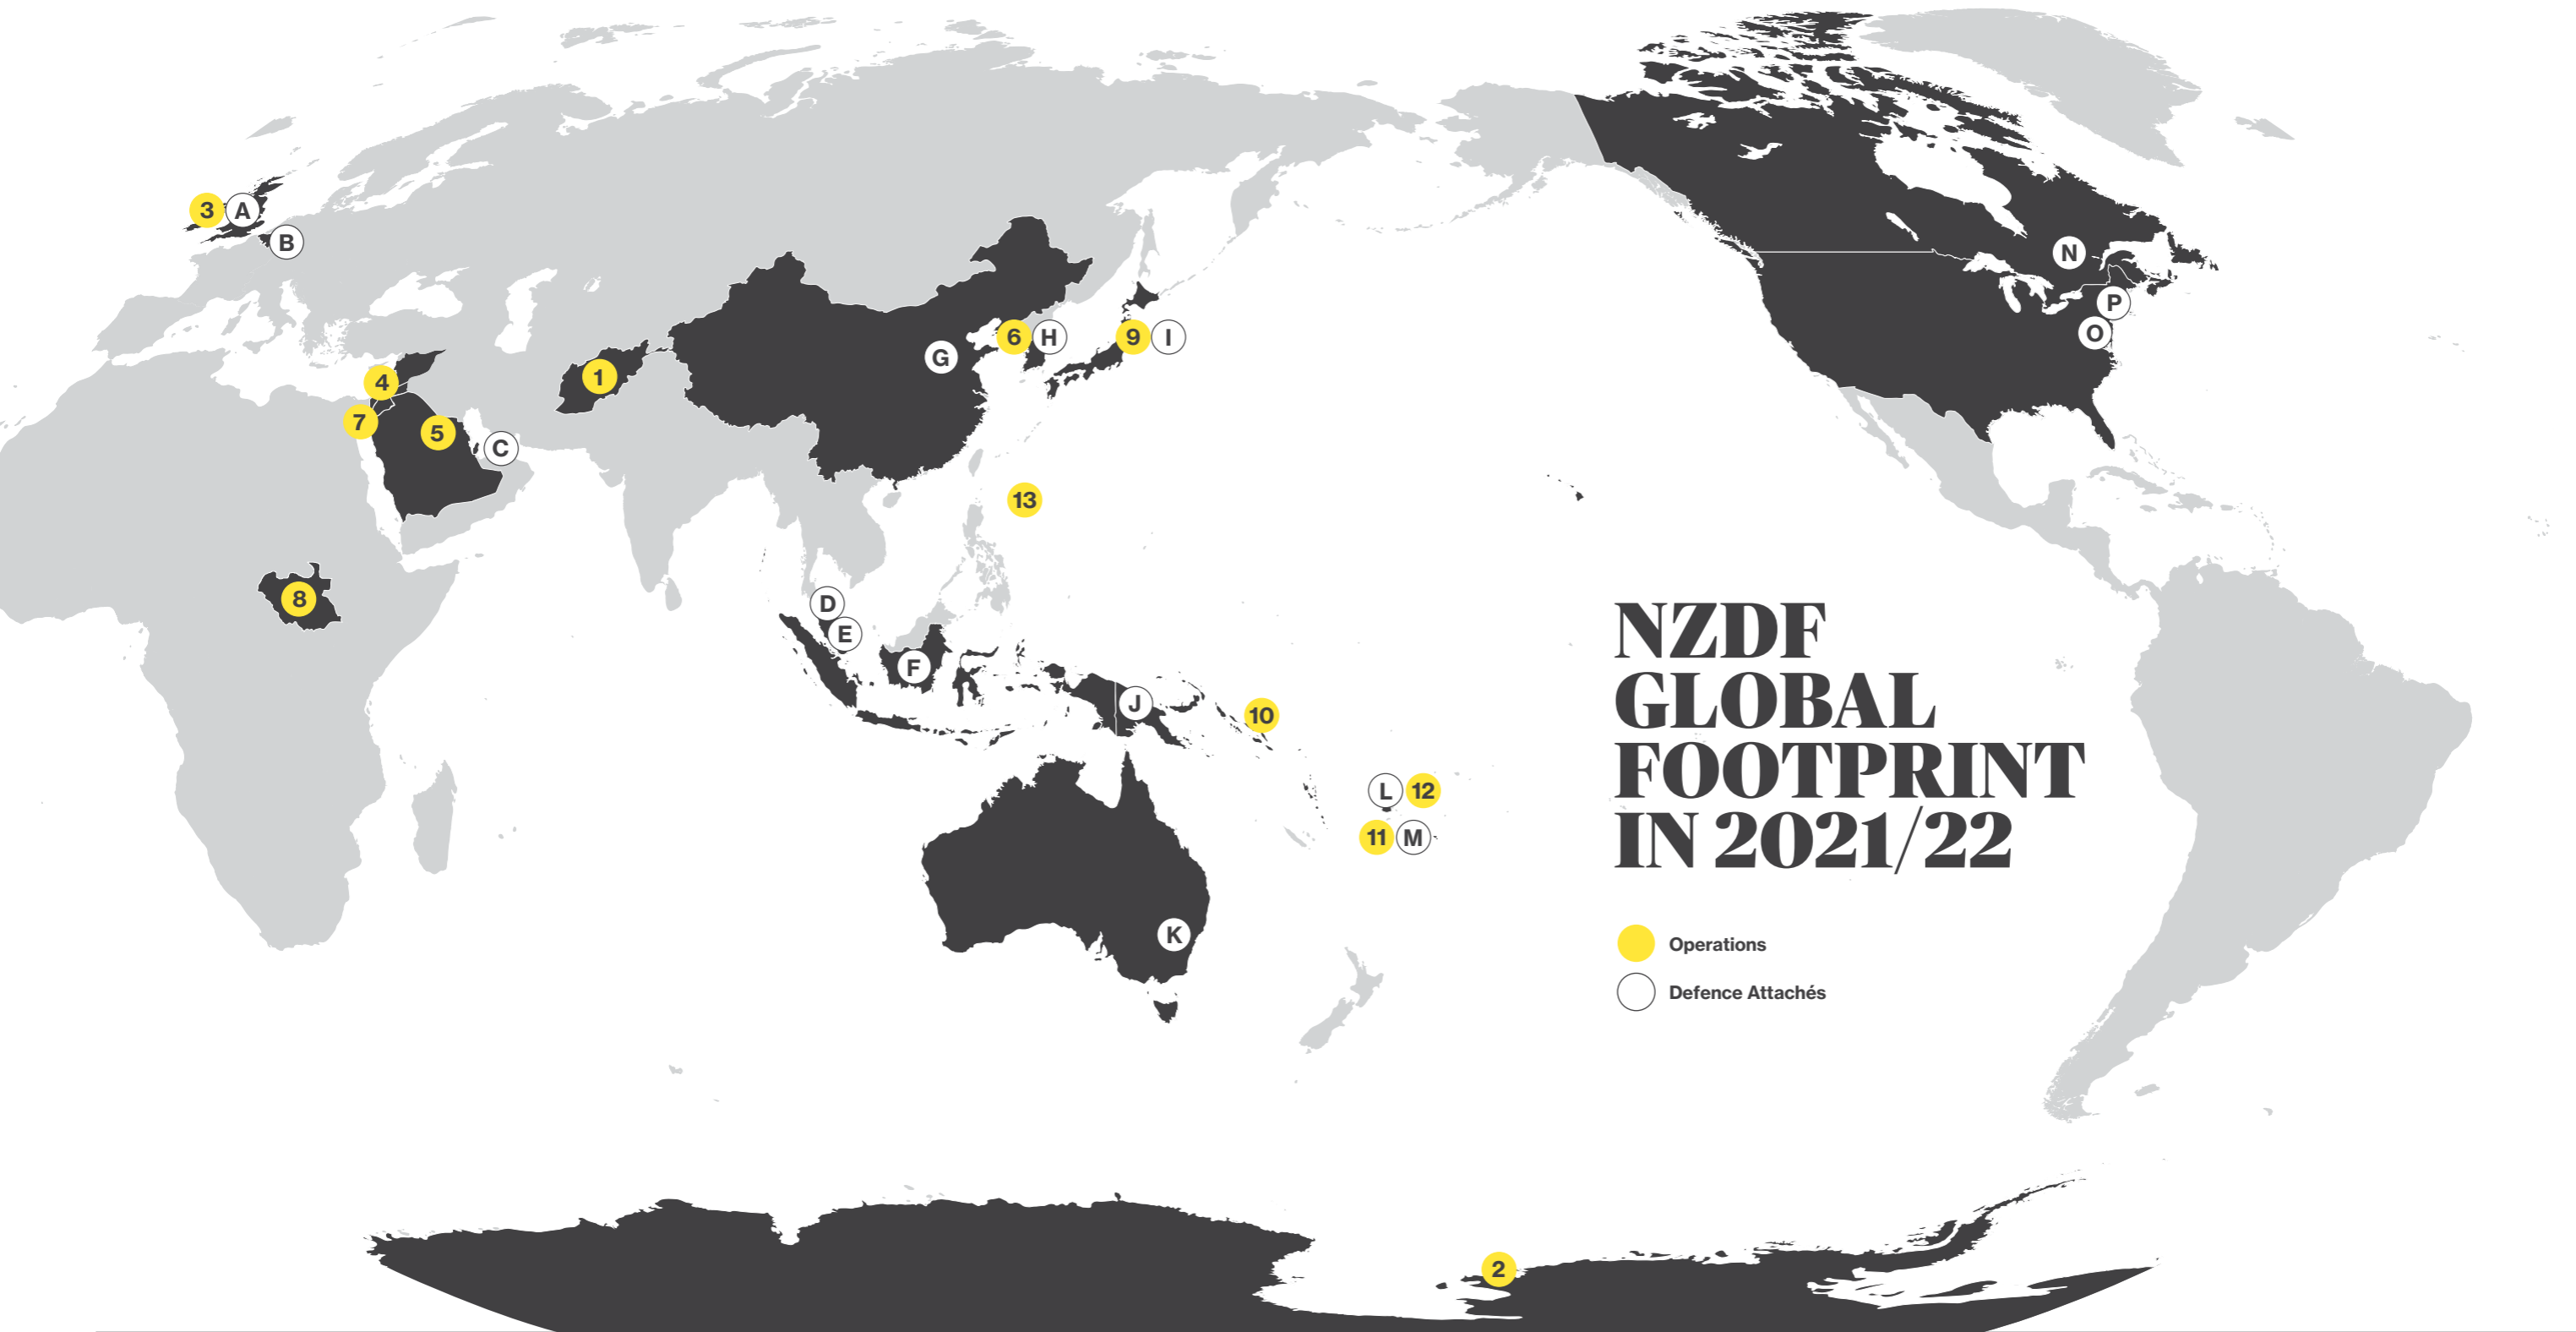 3 A
B
N
P
O
6 H
9 I
G
1
4
7
5
C
13
8
D
E
F
J
10
L 12
11 M
K
2
NZDF
GLOBAL
FOOTPRINT
IN 2021/22
Operations
Defence Attachés